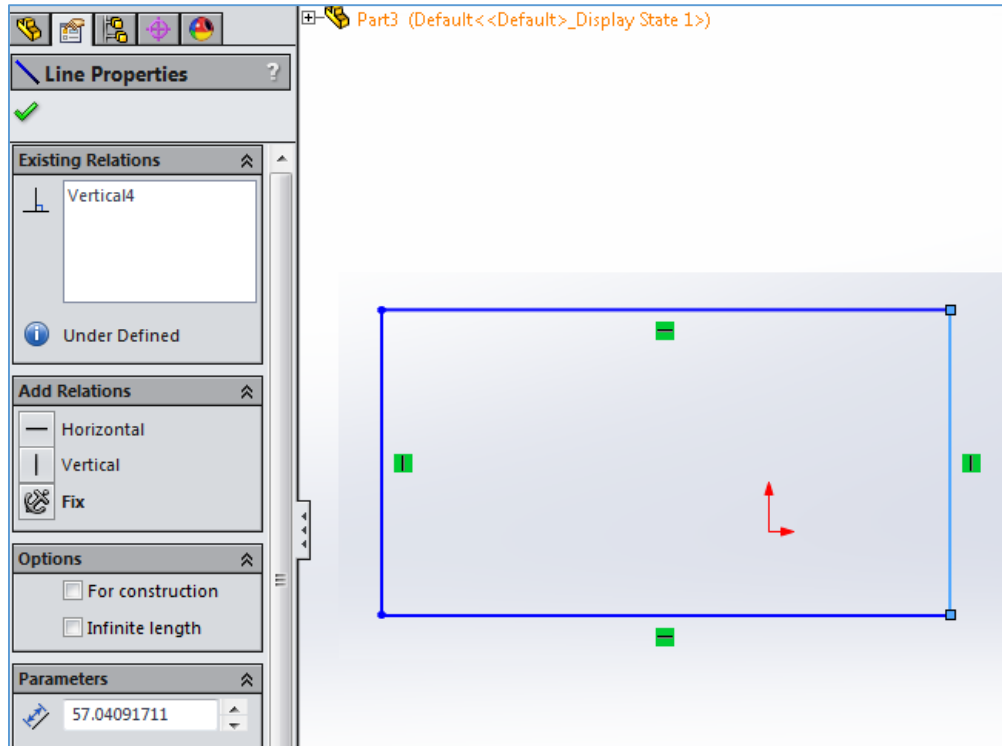 Part3 (Default<<Default>_Display State 1>)
Line Properties ?
Existing Relations
Vertical4
Under Defined
Add Relations
Horizontal
Vertical
Fix
Options
For construction
Infinite length
Parameters
57.04091711